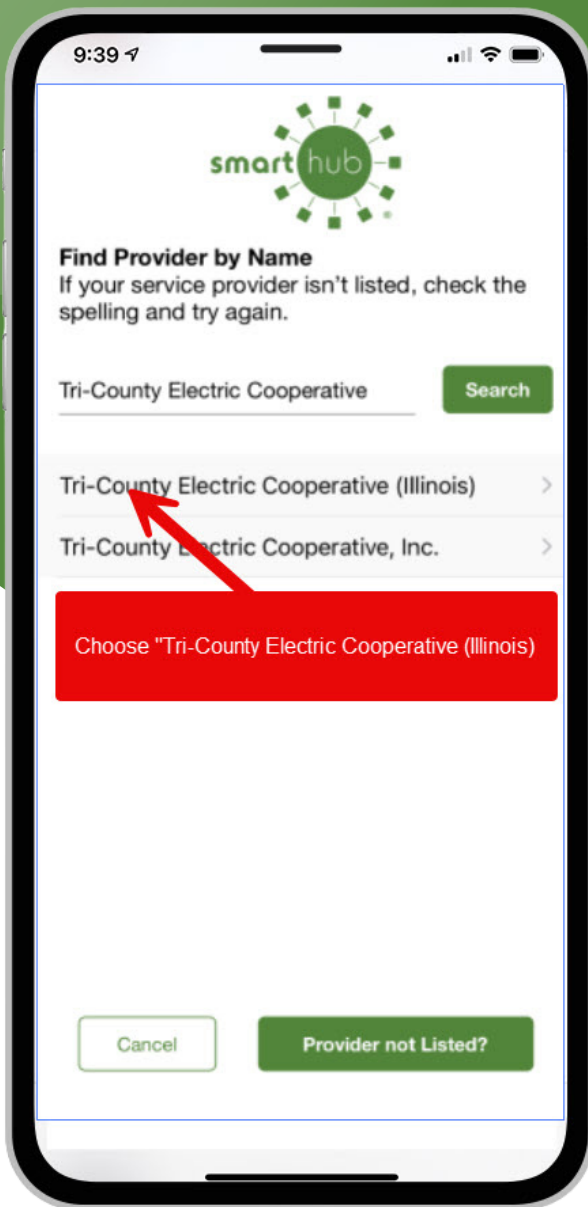 9:39
smart hub
Find Provider by Name
If your service provider isn't listed, check the
spelling and try again.
Tri-County Electric Cooperative
Search
Tri-County Electric Cooperative (Illinois)
Tri-County Electric Cooperative, Inc.
Choose "Tri-County Electric Cooperative (Illinois)
Cancel
Provider not Listed?